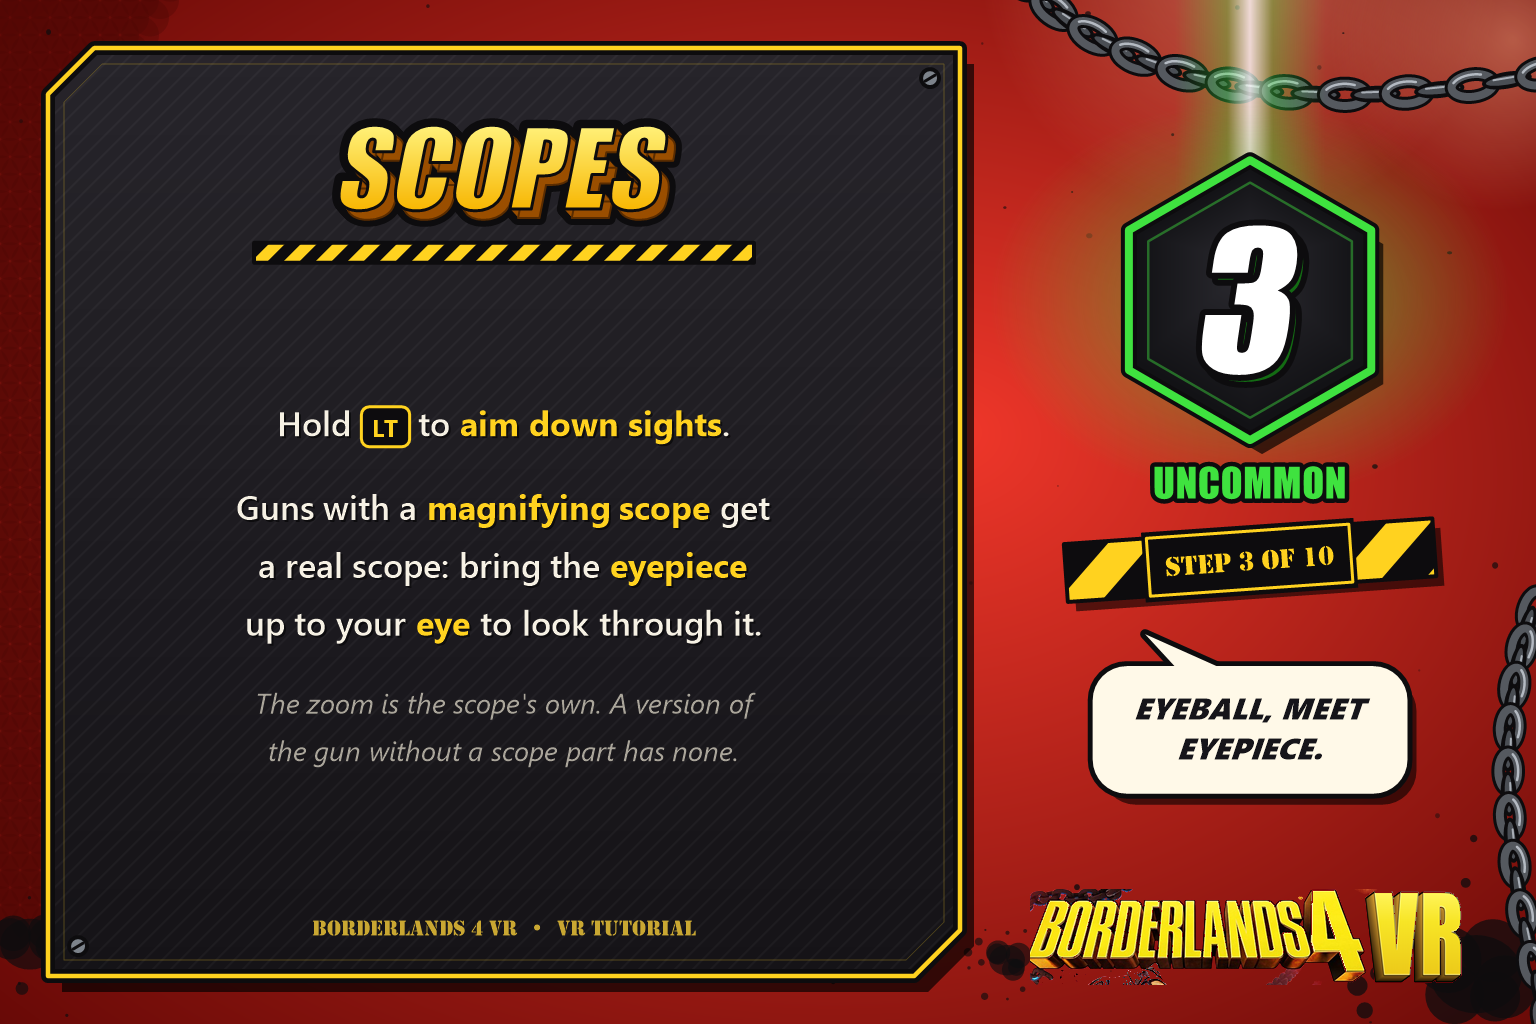 SCOPES
Hold LT to aim down sights.
Guns with a magnifying scope get
a real scope: bring the eyepiece
up to your eye to look through it.
The zoom is the scope's own. A version of
the gun without a scope part has none.
BORDERLANDS 4 VR • VR TUTORIAL
3
UNCOMMON
STEP 3 OF 10
EYEBALL, MEET
EYEPIECE.
BORDERLANDS 4 VR